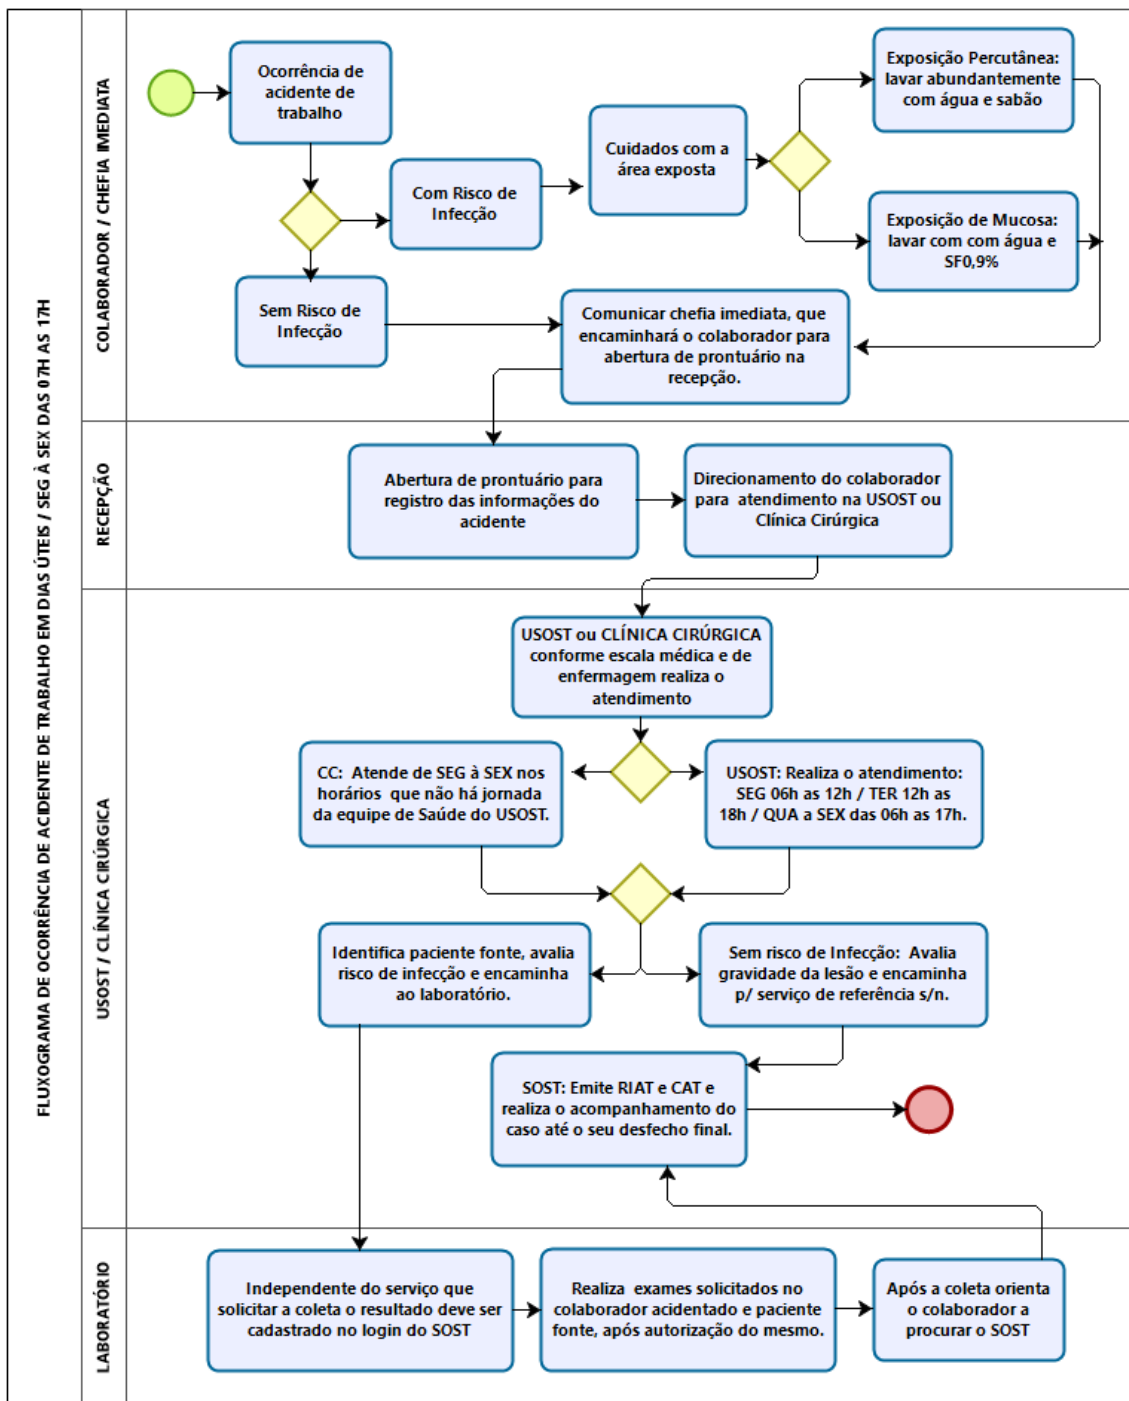 FLUXOGRAMA DE OCORRÊNCIA DE ACIDENTE DE TRABALHO EM DIAS ÚTEIS / SEG À SEX DAS 07H AS 17H
COLABORADOR / CHEFIA IMEDIATA
Ocorrência de
acidente de
trabalho
Com Risco de
Infecção
Sem Risco de
Infecção
Cuidados com a
área exposta
Exposição Percutânea:
lavar abundantemente
com água e sabão
Exposição de Mucosa:
lavar com com água e
SF0,9%
Comunicar chefia imediata, que
encaminhará o colaborador para
abertura de prontuário na
recepção.
RECEPÇÃO
Abertura de prontuário para
registro das informações do
acidente
Direcionamento do colaborador
para atendimento na USOST ou
Clínica Cirúrgica
USOST / CLÍNICA CIRÚRGICA
USOST ou CLÍNICA CIRÚRGICA
conforme escala médica e de
enfermagem realiza o
atendimento
CC: Atende de SEG à SEX nos
horários que não há jornada
da equipe de Saúde do USOST.
USOST: Realiza o atendimento:
SEG 06h as 12h / TER 12h as
18h / QUA a SEX das 06h as 17h.
Identifica paciente fonte, avalia
risco de infecção e encaminha
ao laboratório.
Sem risco de Infecção: Avalia
gravidade da lesão e encaminha
p/ serviço de referência s/n.
SOST: Emite RIAT e CAT e
realiza o acompanhamento do
caso até o seu desfecho final.
LABORATÓRIO
Independente do serviço que
solicitar a coleta o resultado deve ser
cadastrado no login do SOST
Realiza exames solicitados no
colaborador acidentado e paciente
fonte, após autorização do mesmo.
Após a coleta orienta
o colaborador a
procurar o SOST